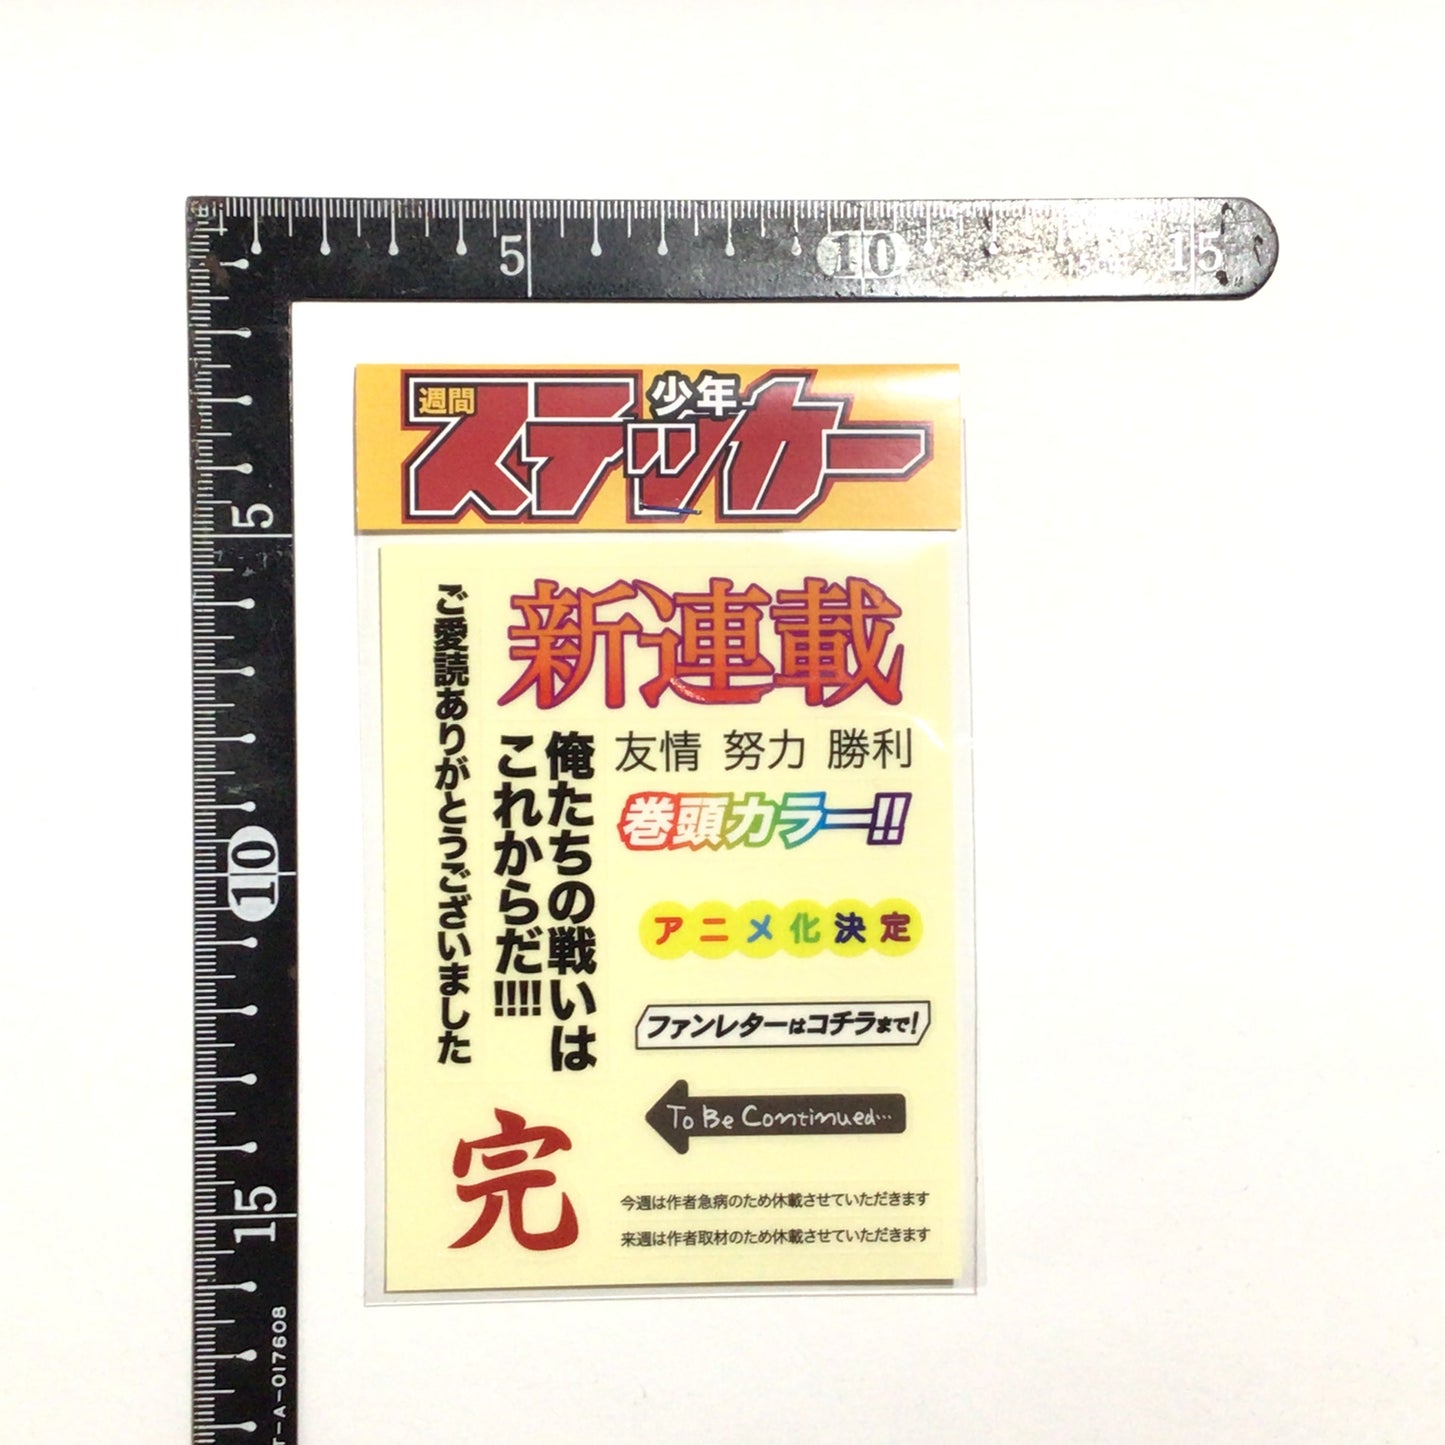 5
10
15
5
10
15
T-A-017608
週間
少年
ステッカー
新連載
ご愛読ありがとうございました
俺たちの戦いは
これからだ!!!!
友情 努力 勝利
巻頭カラー!!
アニメ化決定
ファンレターはコチラまで!
To Be Continued...
完
今週は作者急病のため休載させていただきます
来週は作者取材のため休載させていただきます